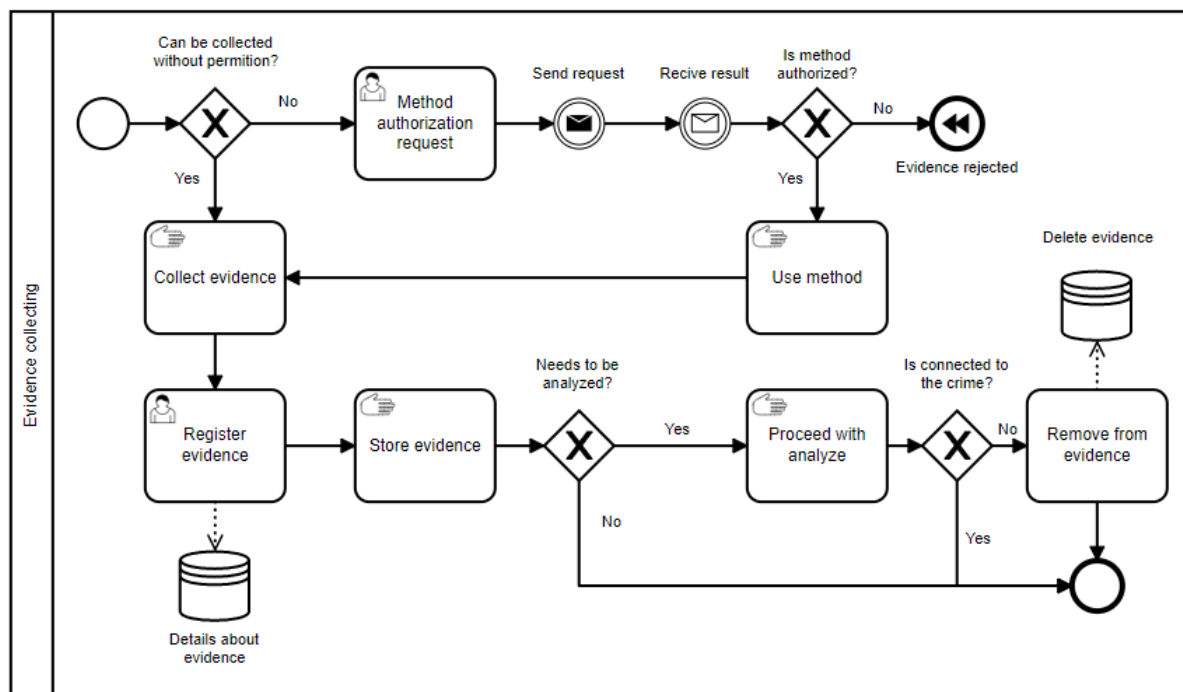 Evidence collecting
Can be collected
without permition?
No
Yes
Method
authorization
request
Send request
Recive result
Is method
authorized?
No
Yes
Evidence rejected
Collect evidence
Use method
Delete evidence
Register
evidence
Store evidence
Needs to be
analyzed?
Yes
No
Proceed with
analyze
Is connected to
the crime?
No
Yes
Remove from
evidence
Details about
evidence